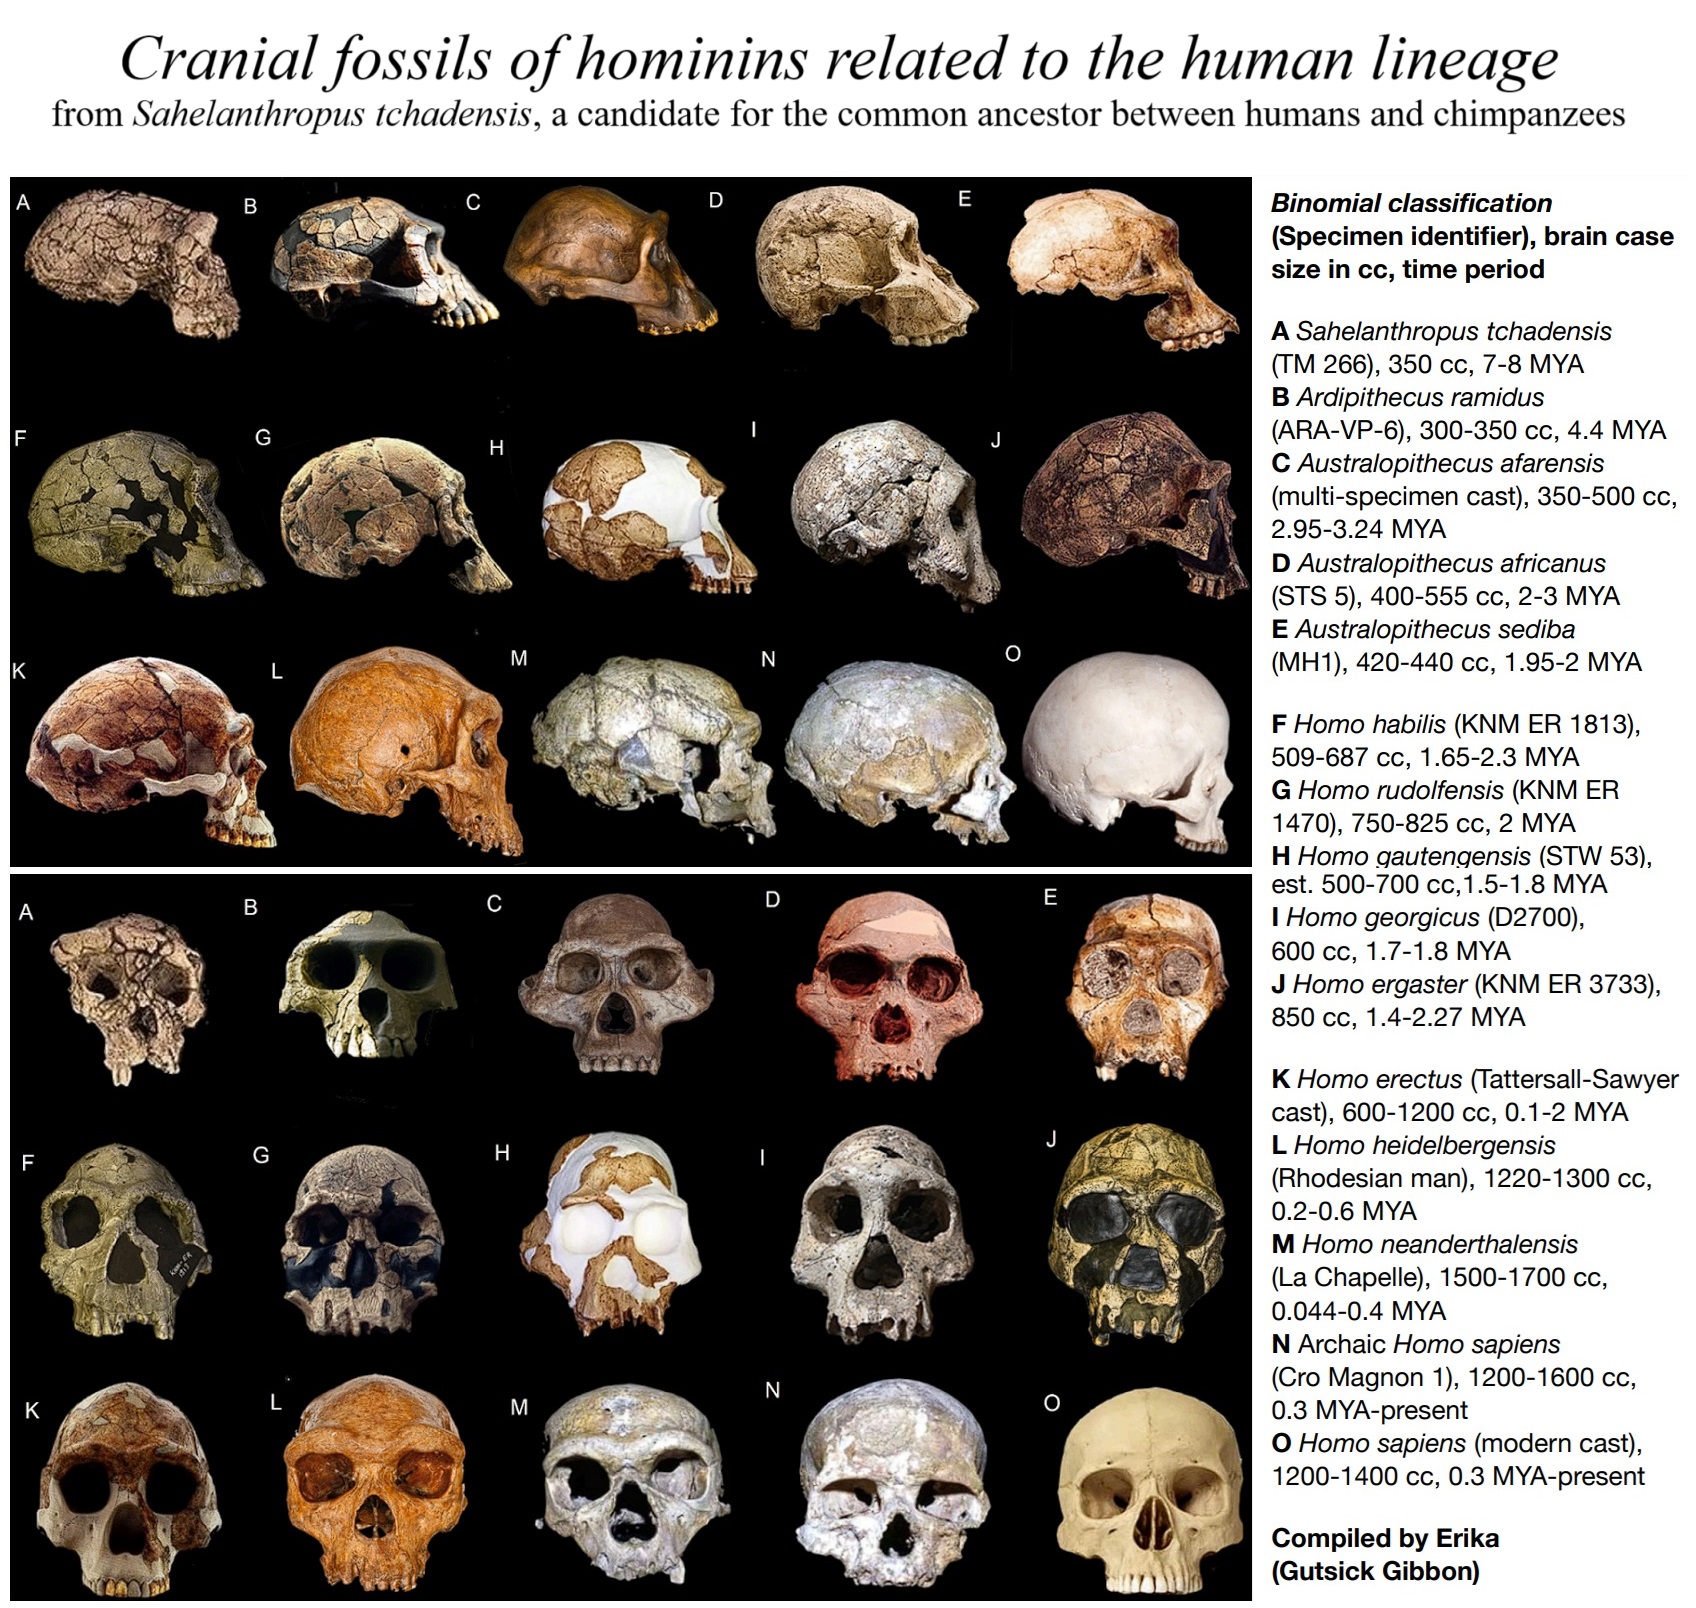 Cranial fossils of hominins related to the human lineage
from Sahelanthropus tchadensis, a candidate for the common ancestor between humans and chimpanzees
A B C D E
F G H I J
K L M N O
A B C D E
F G H I J
K L M N O
Binomial classification
(Specimen identifier), brain case
size in cc, time period
A Sahelanthropus tchadensis
(TM 266), 350 cc, 7-8 MYA
B Ardipithecus ramidus
(ARA-VP-6), 300-350 cc, 4.4 MYA
C Australopithecus afarensis
(multi-specimen cast), 350-500 cc,
2.95-3.24 MYA
D Australopithecus africanus
(STS 5), 400-555 cc, 2-3 MYA
E Australopithecus sediba
(MH1), 420-440 cc, 1.95-2 MYA
F Homo habilis (KNM ER 1813),
509-687 cc, 1.65-2.3 MYA
G Homo rudolfensis (KNM ER
1470), 750-825 cc, 2 MYA
H Homo gautengensis (STW 53),
est. 500-700 cc,1.5-1.8 MYA
I Homo georgicus (D2700),
600 cc, 1.7-1.8 MYA
J Homo ergaster (KNM ER 3733),
850 cc, 1.4-2.27 MYA
K Homo erectus (Tattersall-Sawyer
cast), 600-1200 cc, 0.1-2 MYA
L Homo heidelbergensis
(Rhodesian man), 1220-1300 cc,
0.2-0.6 MYA
M Homo neanderthalensis
(La Chapelle), 1500-1700 cc,
0.044-0.4 MYA
N Archaic Homo sapiens
(Cro Magnon 1), 1200-1600 cc,
0.3 MYA-present
O Homo sapiens (modern cast),
1200-1400 cc, 0.3 MYA-present
Compiled by Erika
(Gutsick Gibbon)